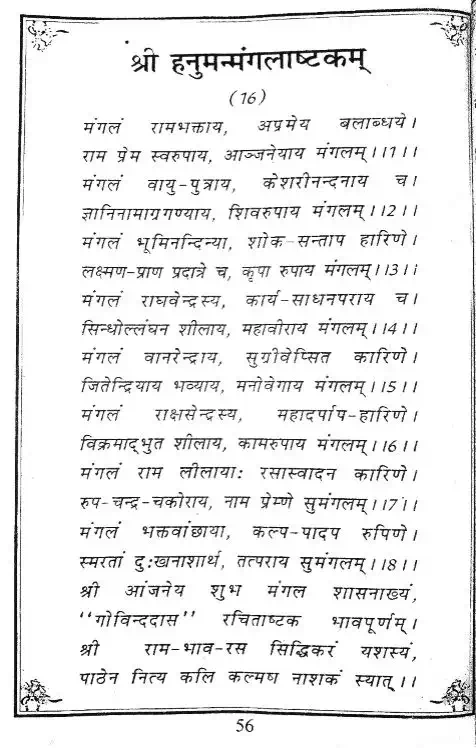 श्री हनुमन्मंगलाष्टकम्
(16)
मंगलं रामभक्ताय, अप्रमेय बलाब्धये।
राम प्रेम स्वरुपाय, आञ्जनेयाय मंगलम्।।1।।
मंगलं वायु-पुत्राय, केशरीनन्दनाय च।
ज्ञानिनामाग्रगण्याय, शिवरुपाय मंगलम्।।2।।
मंगलं भूमिनन्दिन्या, शोक-सन्ताप हारिणे।
लक्ष्मण-प्राण प्रदात्रे च, कृपा रुपाय मंगलम्।।3।।
मंगलं राघवेन्द्रस्य, कार्य-साधनपराय च।
सिन्धोल्लंघन शीलाय, महावीराय मंगलम्।।4।।
मंगलं वानरेन्द्राय, सुग्रीवेप्सित कारिणे।
जितेन्द्रियाय भव्याय, मनोवेगाय मंगलम्।।5।।
मंगलं राक्षसेन्द्रस्य, महादर्पाप-हारिणे।
विक्रमाद्भुत शीलाय, कामरुपाय मंगलम्।।6।।
मंगलं राम लीलायाः रसास्वादन कारिणे।
रुप-चन्द्र-चकोराय, नाम प्रेम्णे सुमंगलम्।।7।।
मंगलं भक्तवांछाया, कल्प-पादप रुपिणे।
स्मरतां दुःखनाशार्थ, तत्पराय सुमंगलम्।।8।।
श्री आंजनेय शुभ मंगल शासनाख्यं,
"गोविन्ददास" रचिताष्टक भावपूर्णम्।
श्री राम-भाव-रस सिद्धिकरं यशस्यं,
पाठेन नित्य कलि कल्मष नाशकं स्यात्।।
56